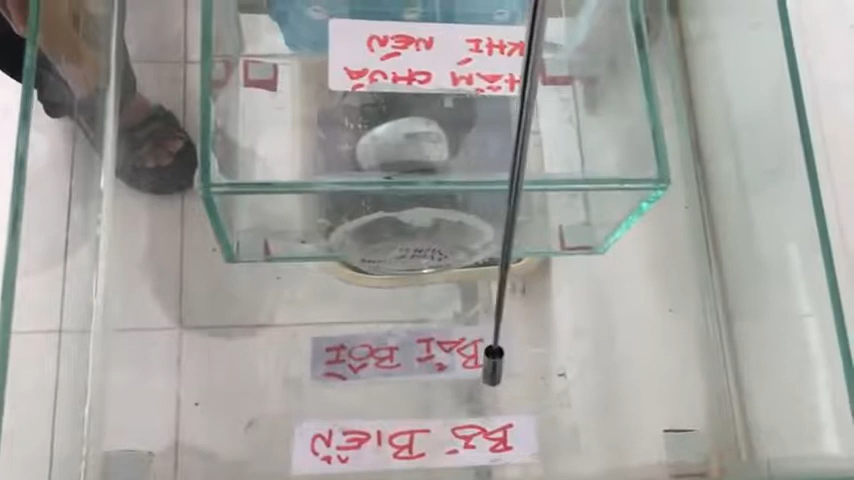 BỜ BIỂN
BÃI BỒI
HẦM CHỨA
KHÍ NÉN